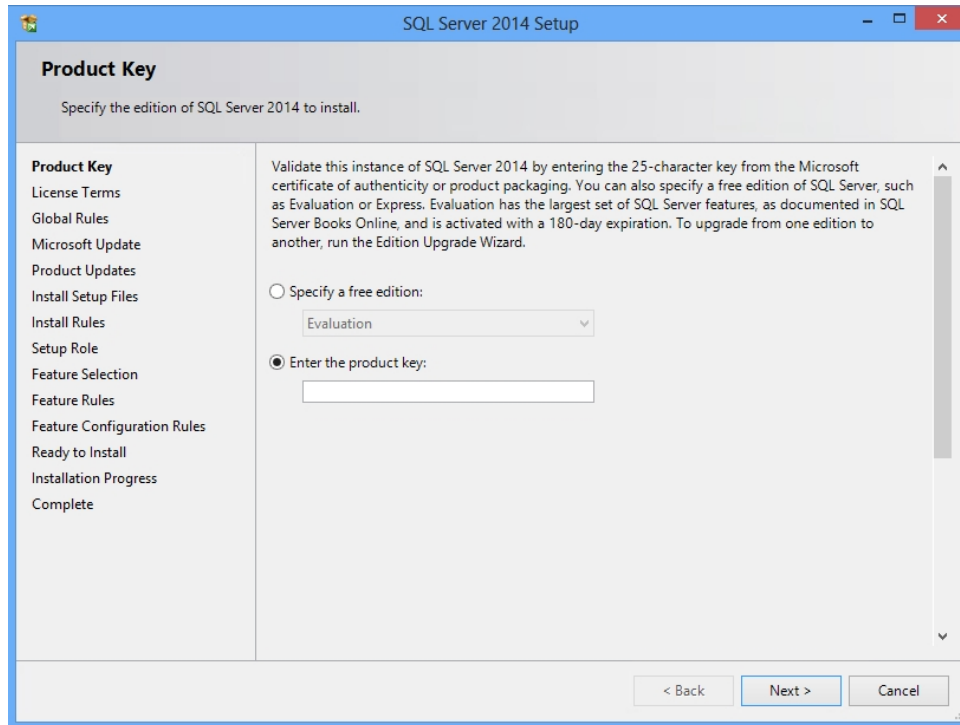 SQL Server 2014 Setup
Product Key
Specify the edition of SQL Server 2014 to install.
Product Key
License Terms
Global Rules
Microsoft Update
Product Updates
Install Setup Files
Install Rules
Setup Role
Feature Selection
Feature Rules
Feature Configuration Rules
Ready to Install
Installation Progress
Complete
Validate this instance of SQL Server 2014 by entering the 25-character key from the Microsoft
certificate of authenticity or product packaging. You can also specify a free edition of SQL Server, such
as Evaluation or Express. Evaluation has the largest set of SQL Server features, as documented in SQL
Server Books Online, and is activated with a 180-day expiration. To upgrade from one edition to
another, run the Edition Upgrade Wizard.
Specify a free edition:
Evaluation
Enter the product key:
< Back
Next >
Cancel